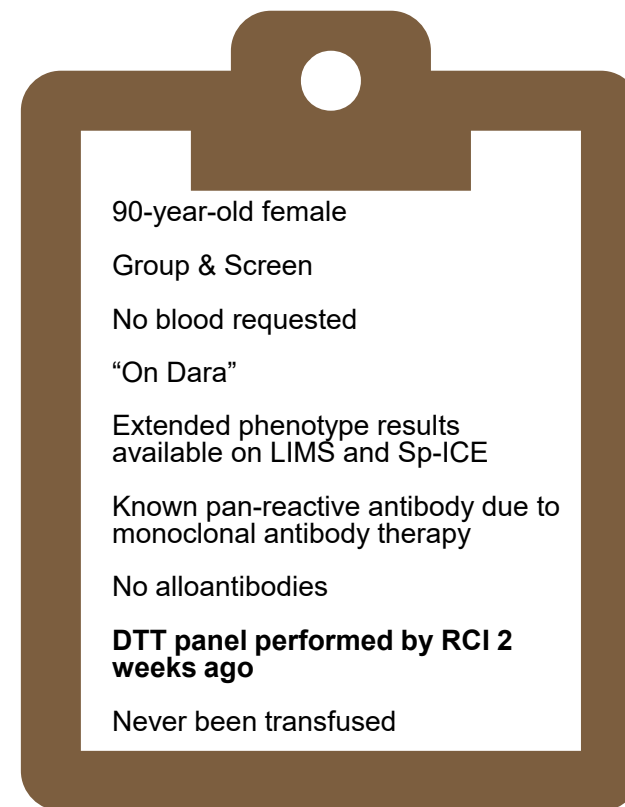 90-year-old female
Group & Screen
No blood requested
“On Dara”
Extended phenotype results
available on LIMS and Sp-ICE
Known pan-reactive antibody due to
monoclonal antibody therapy
No alloantibodies
DTT panel performed by RCI 2
weeks ago
Never been transfused